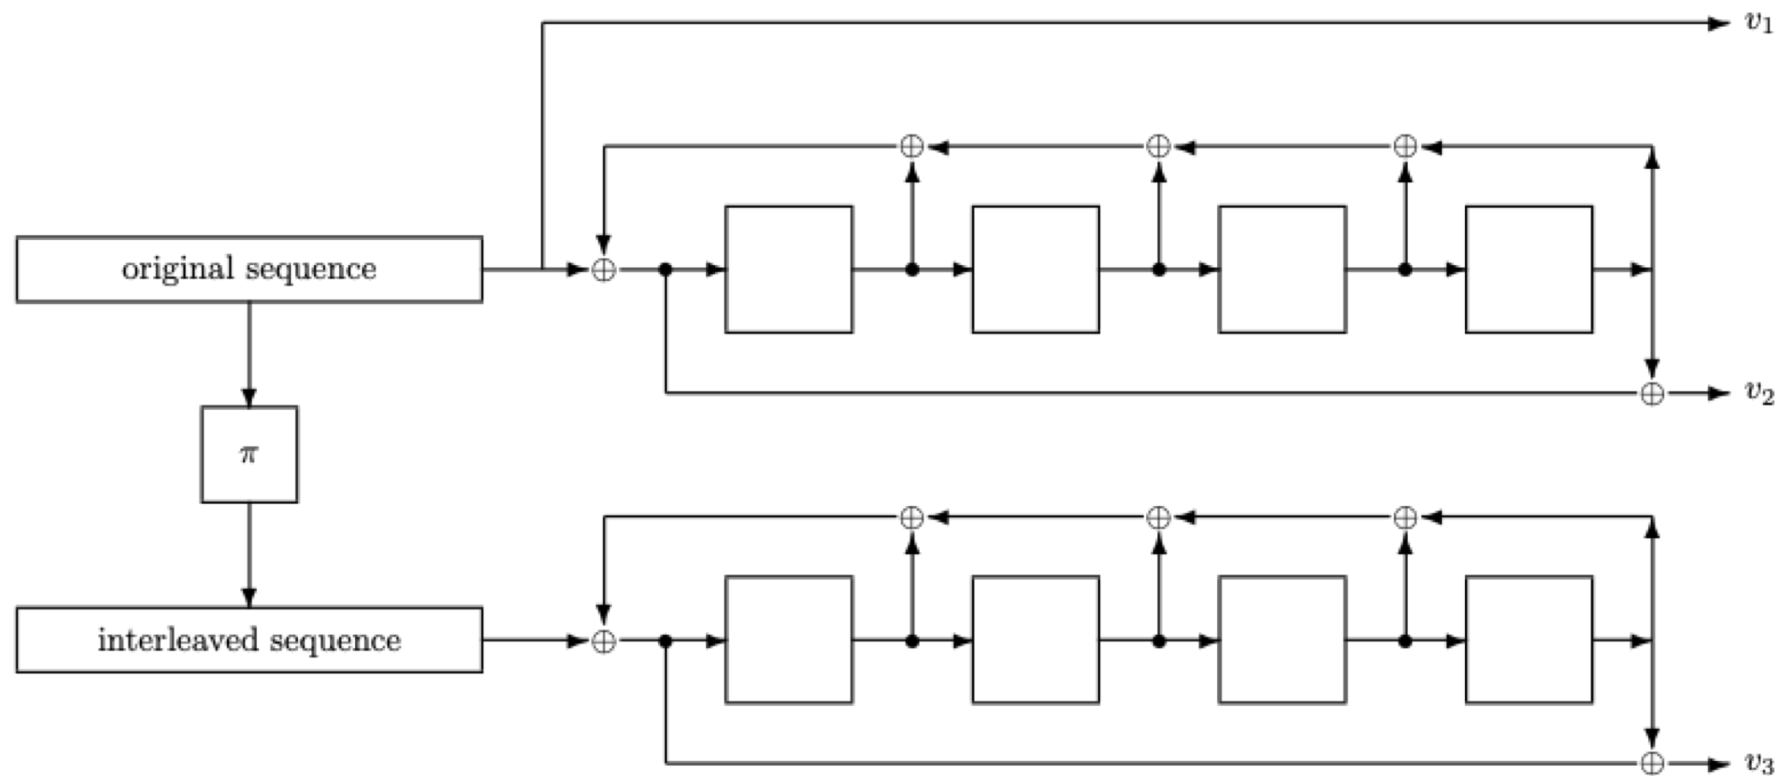 v₁
original sequence
v₂
π
interleaved sequence
v₃